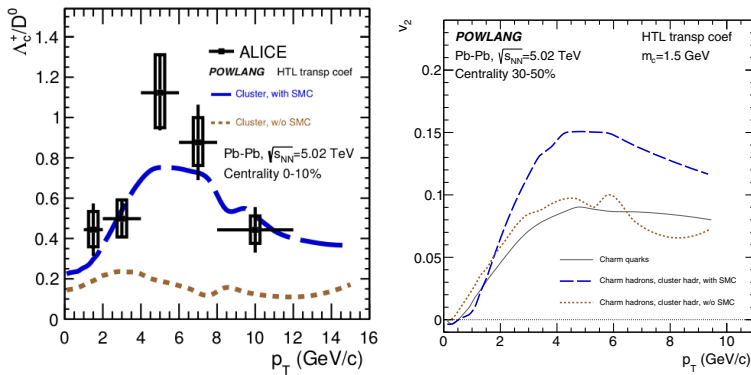 Λc+/D0
1.4
1.2
1
0.8
0.6
0.4
0.2
0
ALICE
POWLANG HTL transp coef
Cluster, with SMC
Cluster, w/o SMC
Pb-Pb, √sNN=5.02 TeV
Centrality 0-10%
0 2 4 6 8 10 12 14 16
pT (GeV/c)
v2
0.2
0.15
0.1
0.05
0
POWLANG HTL transp coef
Pb-Pb, √sNN=5.02 TeV mc=1.5 GeV
Centrality 30-50%
Charm quarks
Charm hadrons, cluster hadr, with SMC
Charm hadrons, cluster hadr, w/o SMC
0 2 4 6 8 10
pT (GeV/c)